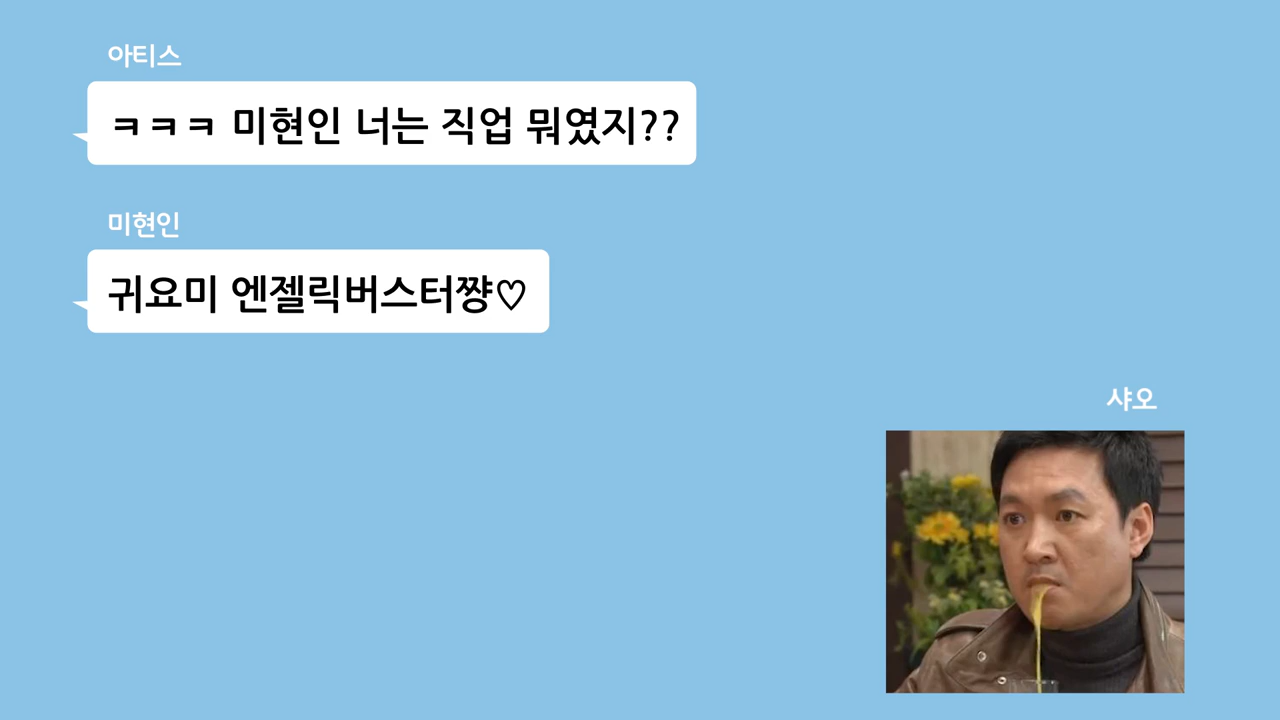 아티스
ㅋㅋㅋ 미현인 너는 직업 뭐였지??
미현인
귀요미 엔젤릭버스터쨩♡
샤오